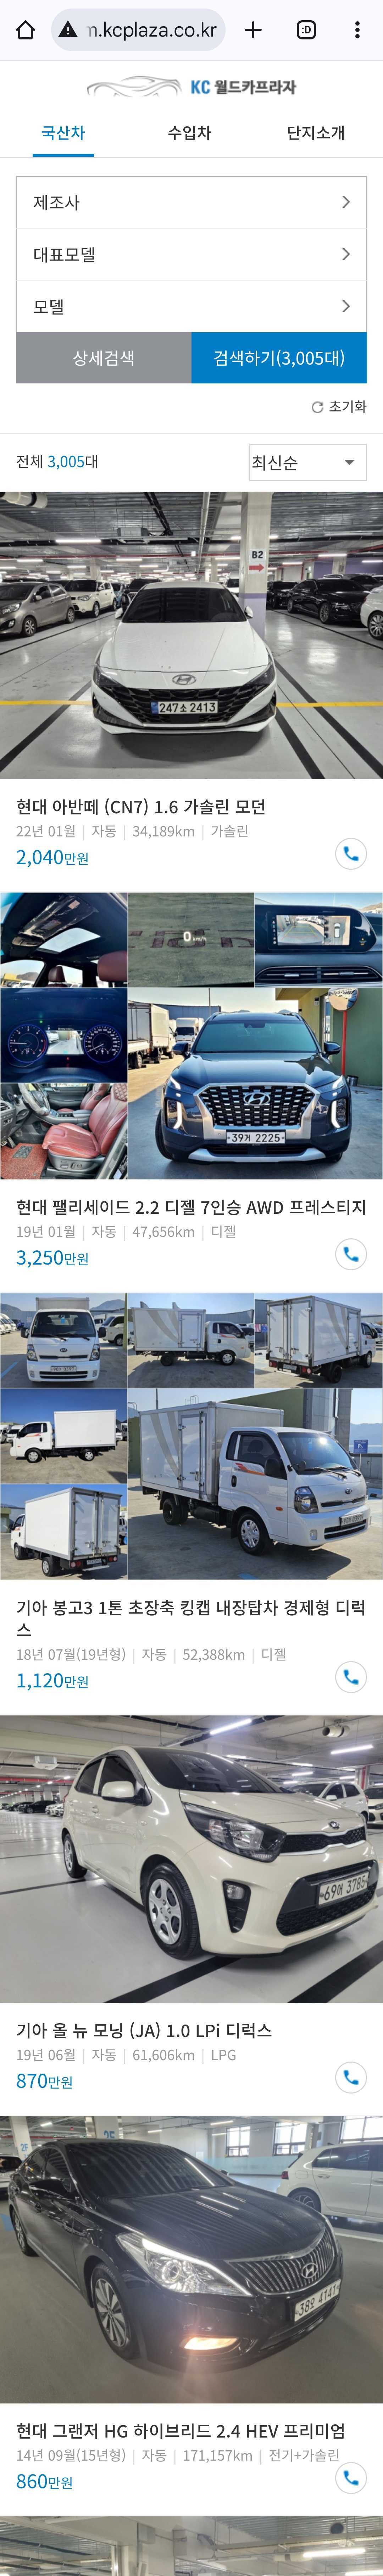 m.kcplaza.co.kr
:D
KC 월드카프라자
국산차 수입차 단지소개
제조사
대표모델
모델
상세검색 검색하기(3,005대)
초기화
전체 3,005대 최신순
B2
247소 2413
현대 아반떼 (CN7) 1.6 가솔린 모던
22년 01월 | 자동 | 34,189km | 가솔린
2,040만원
0
39거 2225
현대 팰리세이드 2.2 디젤 7인승 AWD 프레스티지
19년 01월 | 자동 | 47,656km | 디젤
3,250만원
기아 봉고3 1톤 초장축 킹캡 내장탑차 경제형 디럭
스
18년 07월(19년형) | 자동 | 52,388km | 디젤
1,120만원
기아 올 뉴 모닝 (JA) 1.0 LPi 디럭스
19년 06월 | 자동 | 61,606km | LPG
870만원
현대 그랜저 HG 하이브리드 2.4 HEV 프리미엄
14년 09월(15년형) | 자동 | 171,157km | 전기+가솔린
860만원